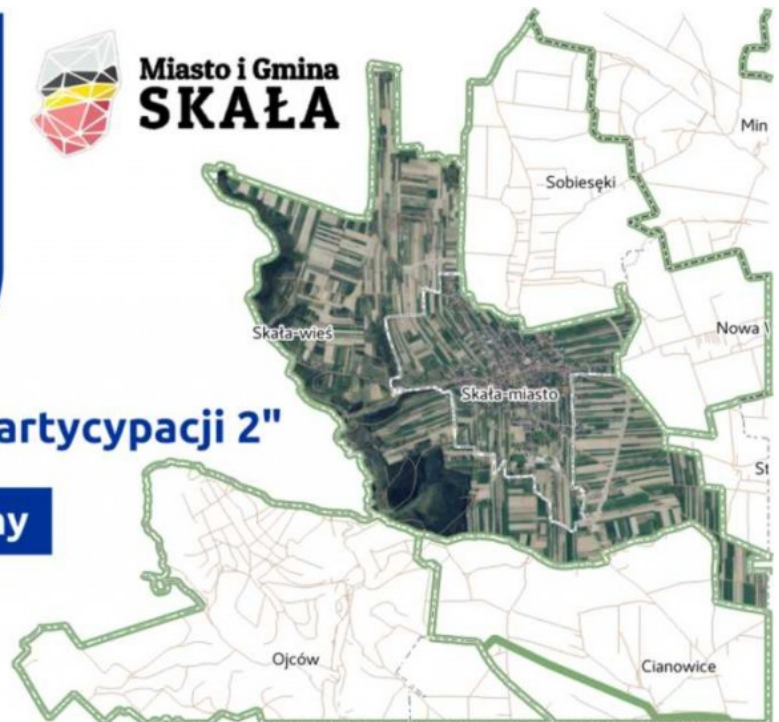 Miasto i Gmina
SKAŁA
Min
Sobiesęki
Skała-wieś
Nowa
Skała-miasto
artycypacji 2"
St
ny
Ojców
Cianowice